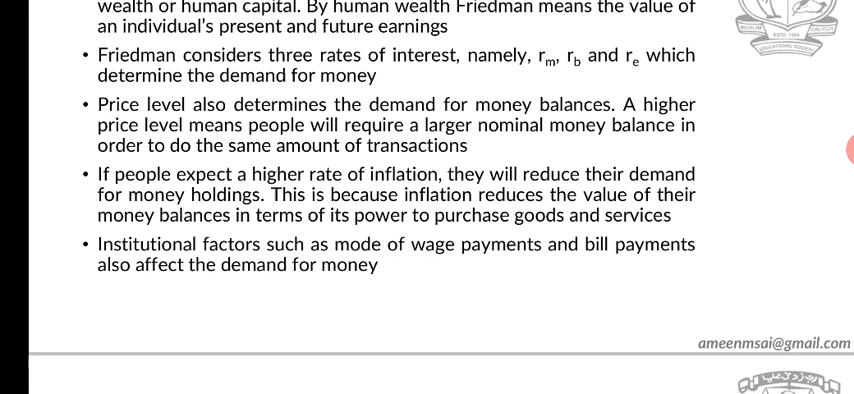 wealth or human capital. By human wealth Friedman means the value of
an individual's present and future earnings
• Friedman considers three rates of interest, namely, rm, rb and re which
determine the demand for money
• Price level also determines the demand for money balances. A higher
price level means people will require a larger nominal money balance in
order to do the same amount of transactions
• If people expect a higher rate of inflation, they will reduce their demand
for money holdings. This is because inflation reduces the value of their
money balances in terms of its power to purchase goods and services
• Institutional factors such as mode of wage payments and bill payments
also affect the demand for money
MUSLIM ESTD. 1964 CALICUT
EDUCATIONAL SOCIETY
ameenmsai@gmail.com